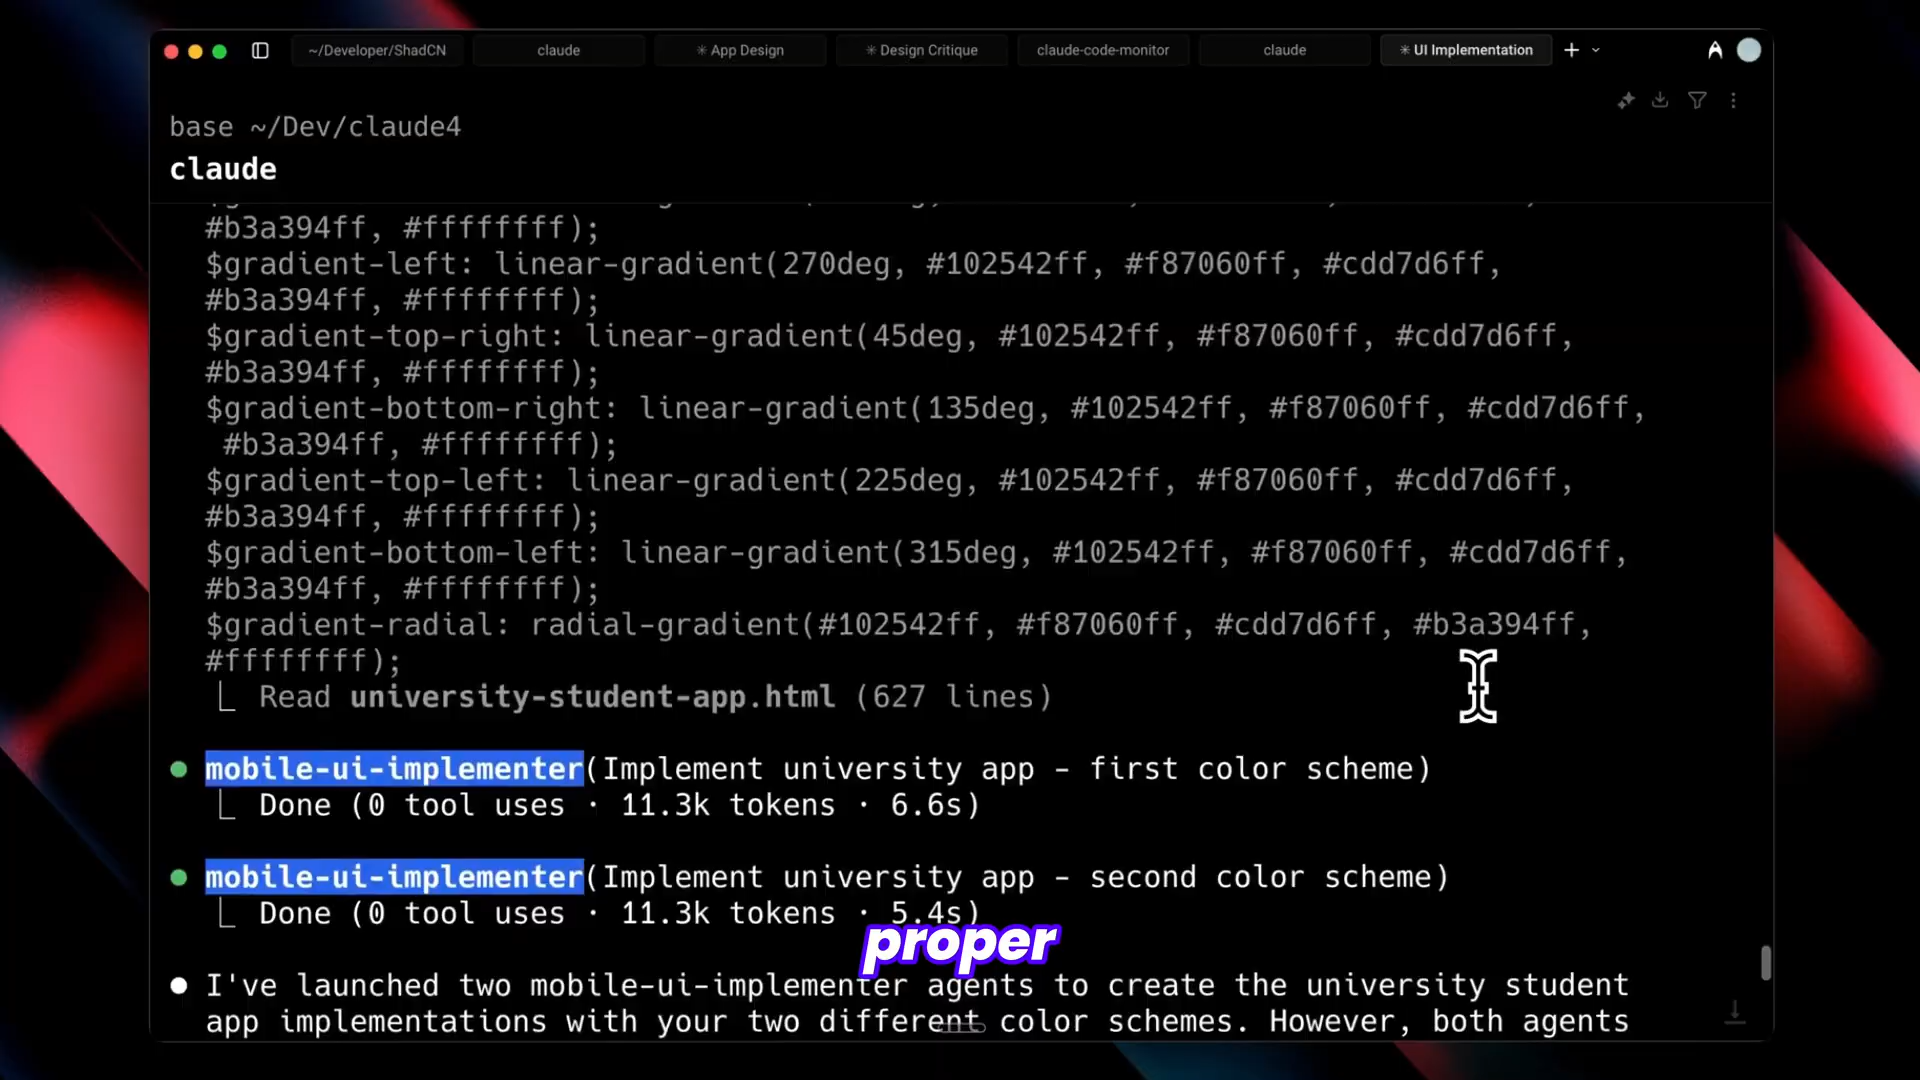 ~/Developer/ShadCN
claude
✳ App Design
✳ Design Critique
claude-code-monitor
claude
✳ UI Implementation
base ~/Dev/claude4
claude
#b3a394ff, #ffffffff);
$gradient-left: linear-gradient(270deg, #102542ff, #f87060ff, #cdd7d6ff,
#b3a394ff, #ffffffff);
$gradient-top-right: linear-gradient(45deg, #102542ff, #f87060ff, #cdd7d6ff,
#b3a394ff, #ffffffff);
$gradient-bottom-right: linear-gradient(135deg, #102542ff, #f87060ff, #cdd7d6ff,
#b3a394ff, #ffffffff);
$gradient-top-left: linear-gradient(225deg, #102542ff, #f87060ff, #cdd7d6ff,
#b3a394ff, #ffffffff);
$gradient-bottom-left: linear-gradient(315deg, #102542ff, #f87060ff, #cdd7d6ff,
#b3a394ff, #ffffffff);
$gradient-radial: radial-gradient(#102542ff, #f87060ff, #cdd7d6ff, #b3a394ff,
#ffffffff);
⎿ Read university-student-app.html (627 lines)
● mobile-ui-implementer(Implement university app - first color scheme)
⎿ Done (0 tool uses · 11.3k tokens · 6.6s)
● mobile-ui-implementer(Implement university app - second color scheme)
⎿ Done (0 tool uses · 11.3k tokens · 5.4s)
proper
● I've launched two mobile-ui-implementer agents to create the university student
app implementations with your two different color schemes. However, both agents